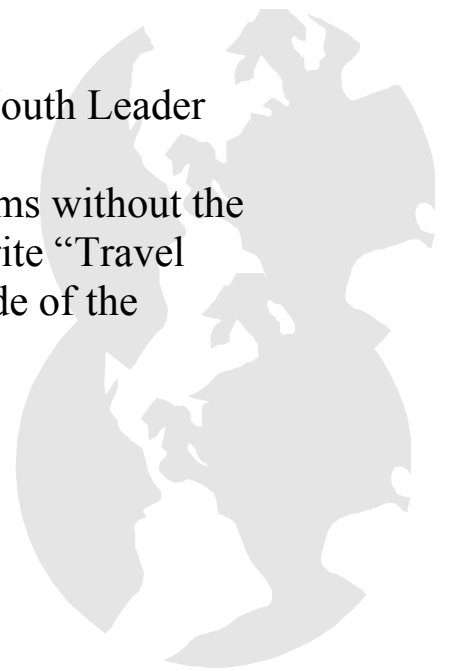 outh Leader
ms without the
ite “Travel
de of the